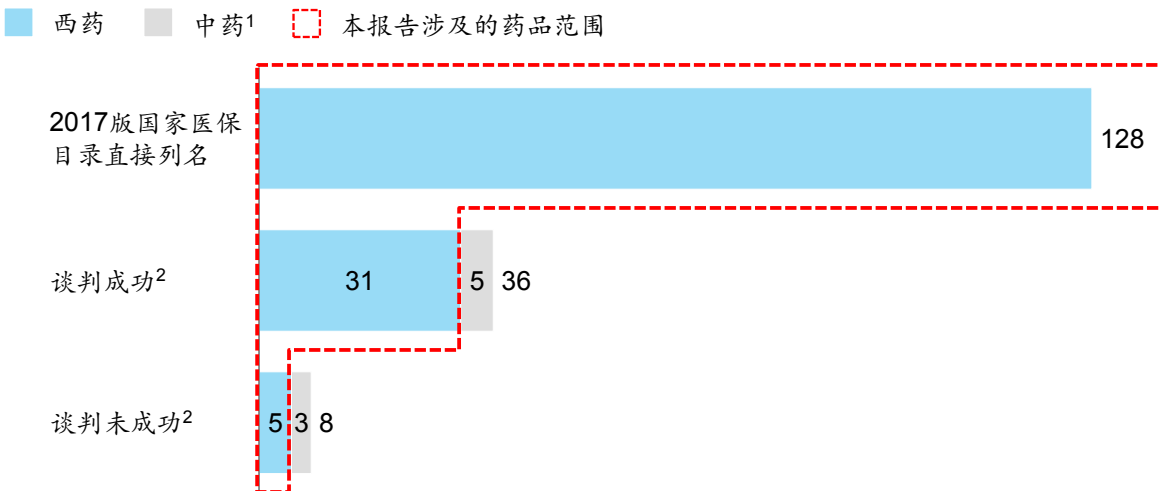 西药 中药1 本报告涉及的药品范围
2017版国家医保
目录直接列名
128
谈判成功2
31 5 36
谈判未成功2
5 3 8